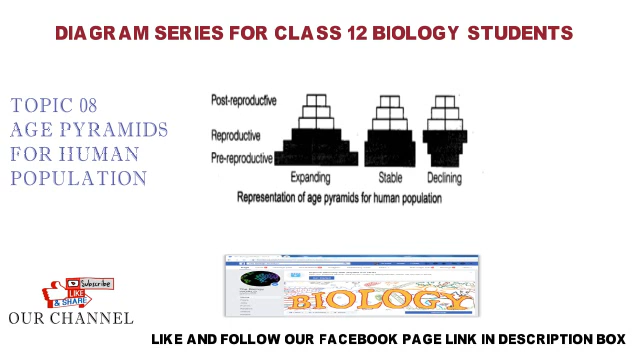 DIAGRAM SERIES FOR CLASS 12 BIOLOGY STUDENTS
TOPIC 08
AGE PYRAMIDS
FOR HUMAN
POPULATION
Post-reproductive
Reproductive
Pre-reproductive
Expanding Stable Declining
Representation of age pyramids for human population
Subscribe
LIKE
& SHARE
OUR CHANNEL
BIOLOGY
LIKE AND FOLLOW OUR FACEBOOK PAGE LINK IN DESCRIPTION BOX